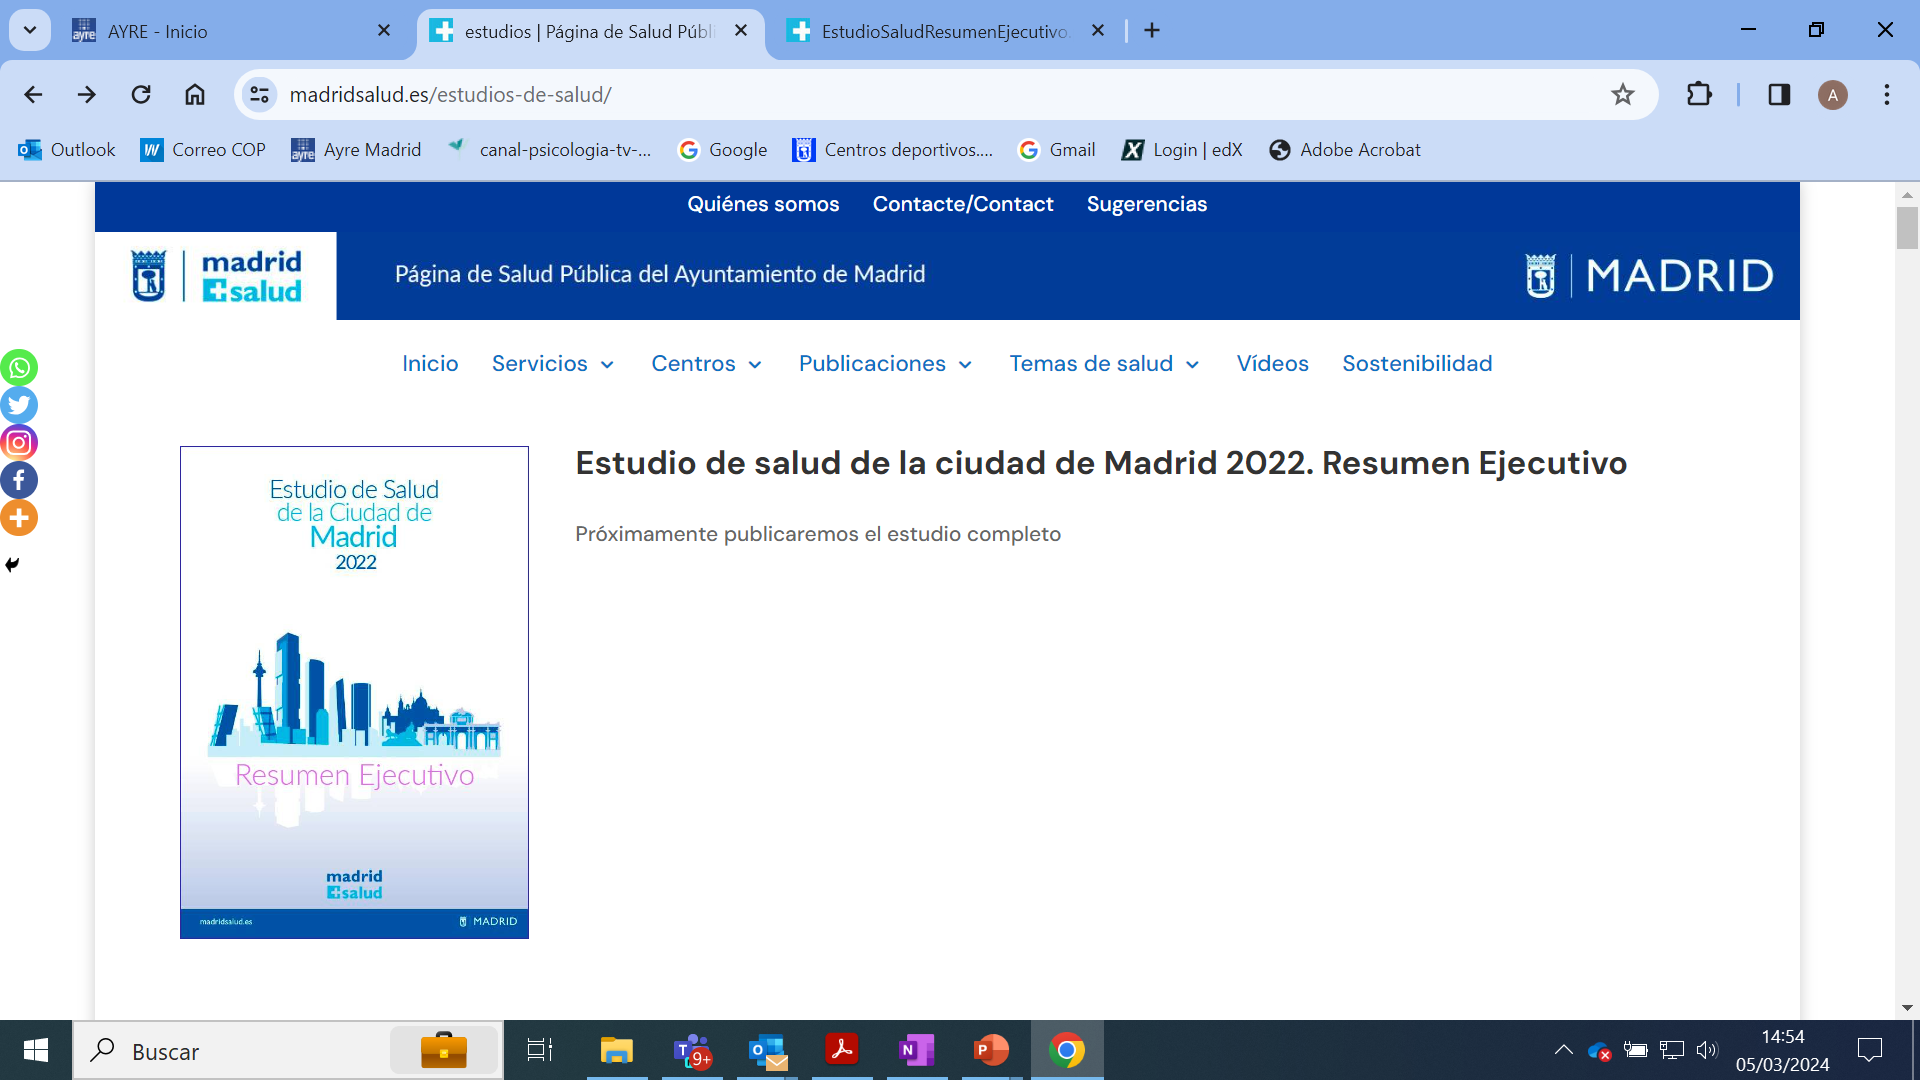 AYRE - Inicio
estudios | Página de Salud Públi
EstudioSaludResumenEjecutivo.
madridsalud.es/estudios-de-salud/
A
Outlook
Correo COP
Ayre Madrid
canal-psicologia-tv-...
Google
Centros deportivos....
Gmail
Login | edX
Adobe Acrobat
Quiénes somos
Contacte/Contact
Sugerencias
madrid
salud
Página de Salud Pública del Ayuntamiento de Madrid
MADRID
Inicio
Servicios
Centros
Publicaciones
Temas de salud
Vídeos
Sostenibilidad
Estudio de Salud
de la Ciudad de
Madrid
2022
Resumen Ejecutivo
madrid
salud
madridsalud.es
MADRID
Estudio de salud de la ciudad de Madrid 2022. Resumen Ejecutivo
Próximamente publicaremos el estudio completo
Buscar
9+
14:54
05/03/2024